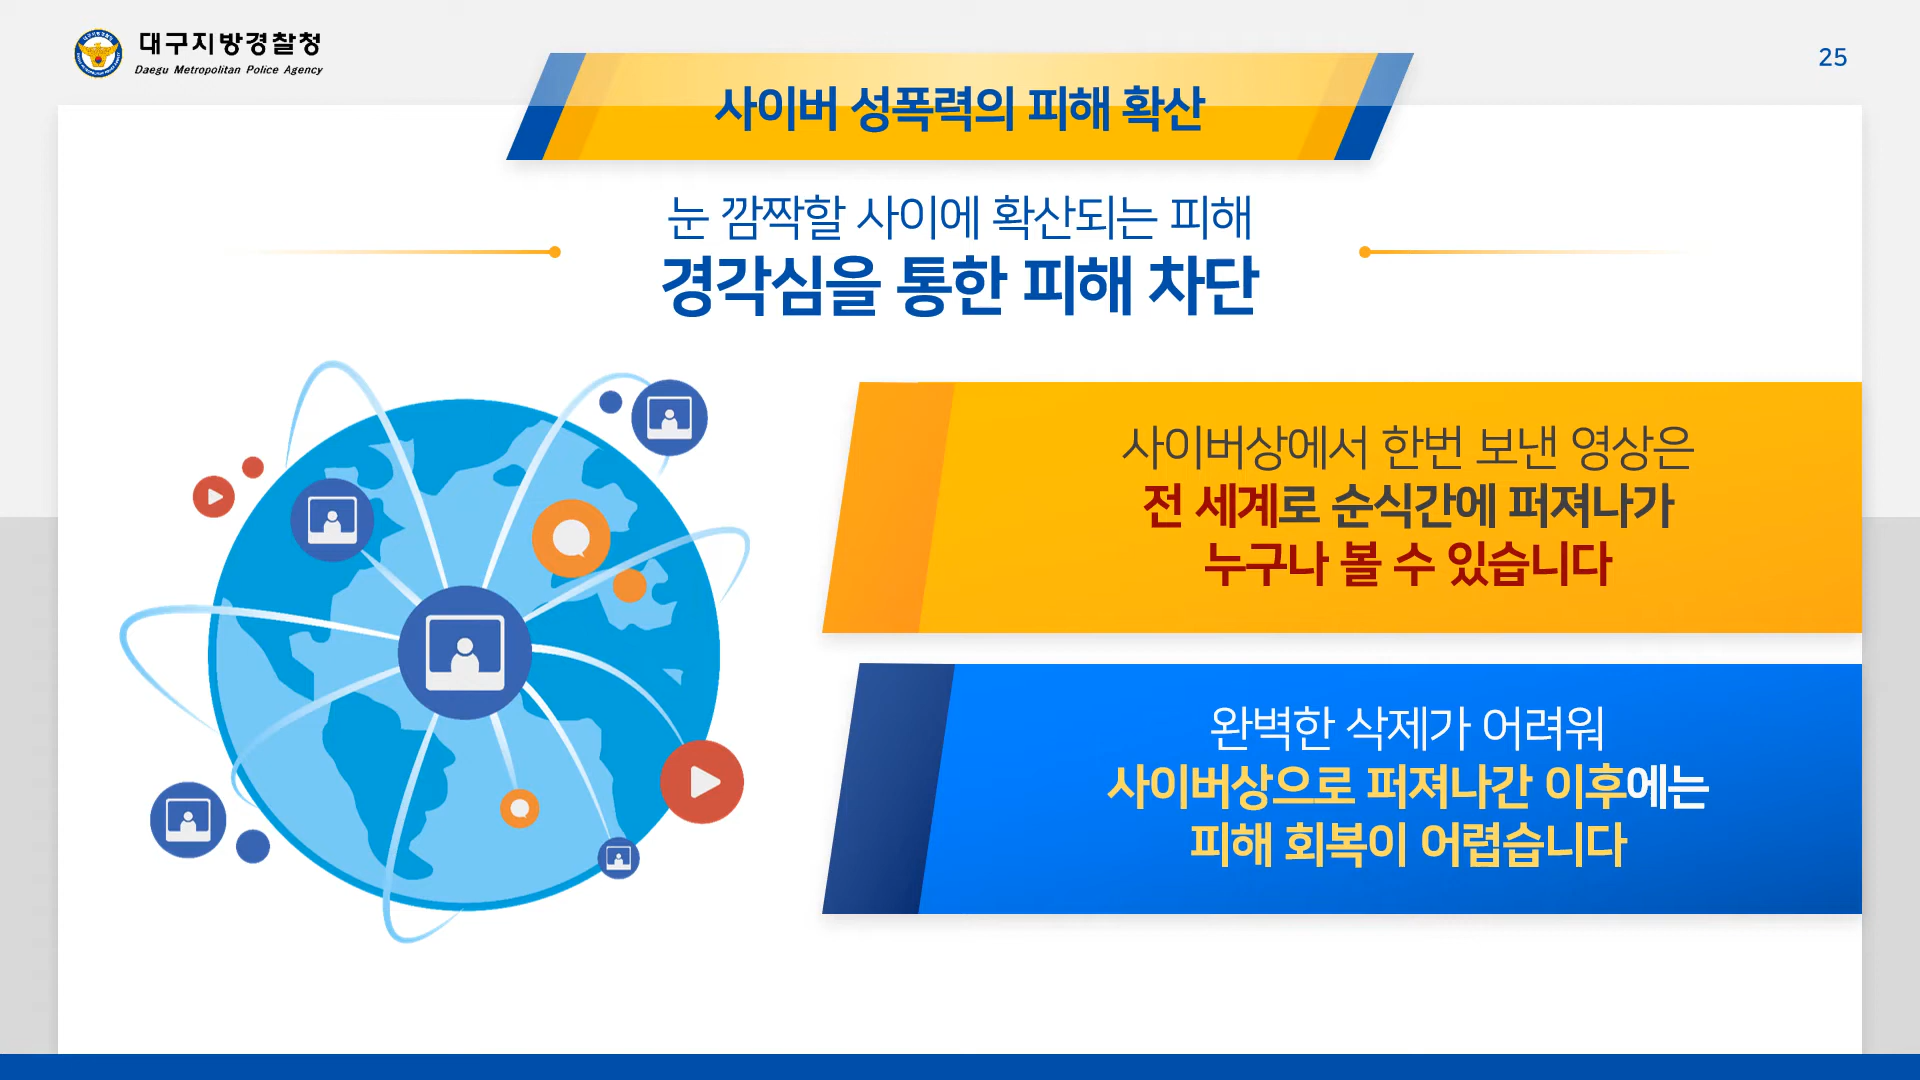 대구지방경찰청
Daegu Metropolitan Police Agency
25
사이버 성폭력의 피해 확산
눈 깜짝할 사이에 확산되는 피해
경각심을 통한 피해 차단
사이버상에서 한번 보낸 영상은
전 세계로 순식간에 퍼져나가
누구나 볼 수 있습니다
완벽한 삭제가 어려워
사이버상으로 퍼져나간 이후에는
피해 회복이 어렵습니다